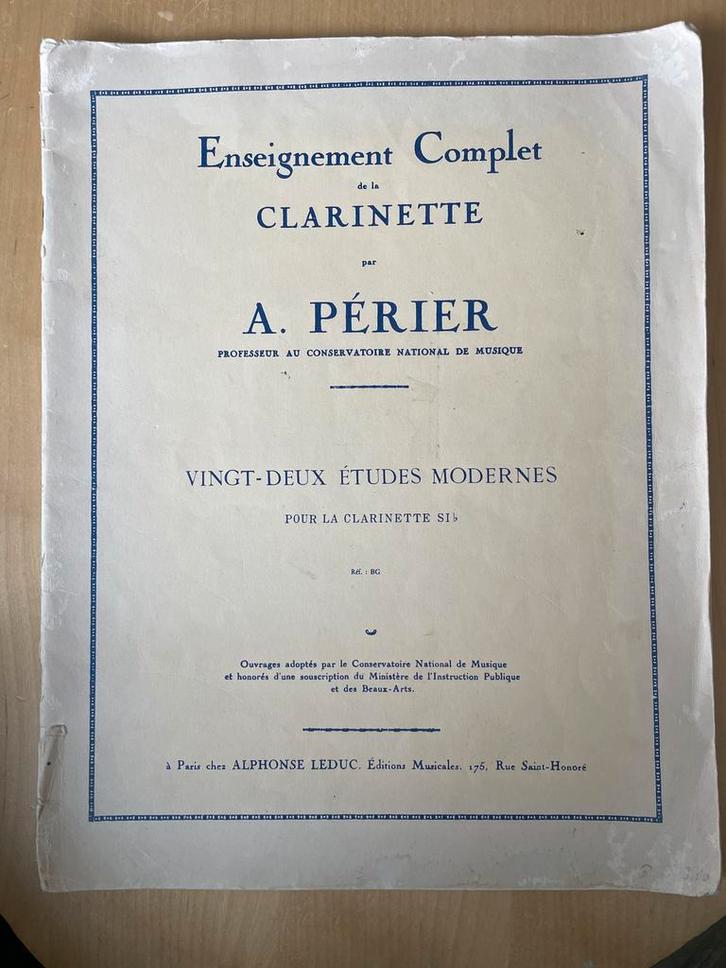 Enseignement Complet
de la
CLARINETTE
par
A. PÉRIER
PROFESSEUR AU CONSERVATOIRE NATIONAL DE MUSIQUE
VINGT-DEUX ÉTUDES MODERNES
POUR LA CLARINETTE SI♭
Réf. : BG
Ouvrages adoptés par le Conservatoire National de Musique
et honorés d'une souscription du Ministère de l'Instruction Publique
et des Beaux-Arts.
à Paris chez ALPHONSE LEDUC. Éditions Musicales. 175, Rue Saint-Honoré